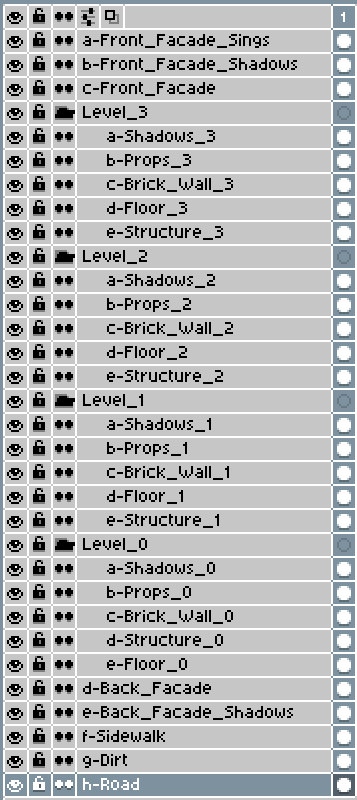 1
a-Front_Facade_Sings
b-Front_Facade_Shadows
c-Front_Facade
Level_3
a-Shadows_3
b-Props_3
c-Brick_Wall_3
d-Floor_3
e-Structure_3
Level_2
a-Shadows_2
b-Props_2
c-Brick_Wall_2
d-Floor_2
e-Structure_2
Level_1
a-Shadows_1
b-Props_1
c-Brick_Wall_1
d-Floor_1
e-Structure_1
Level_0
a-Shadows_0
b-Props_0
c-Brick_Wall_0
d-Structure_0
e-Floor_0
d-Back_Facade
e-Back_Facade_Shadows
f-Sidewalk
g-Dirt
h-Road